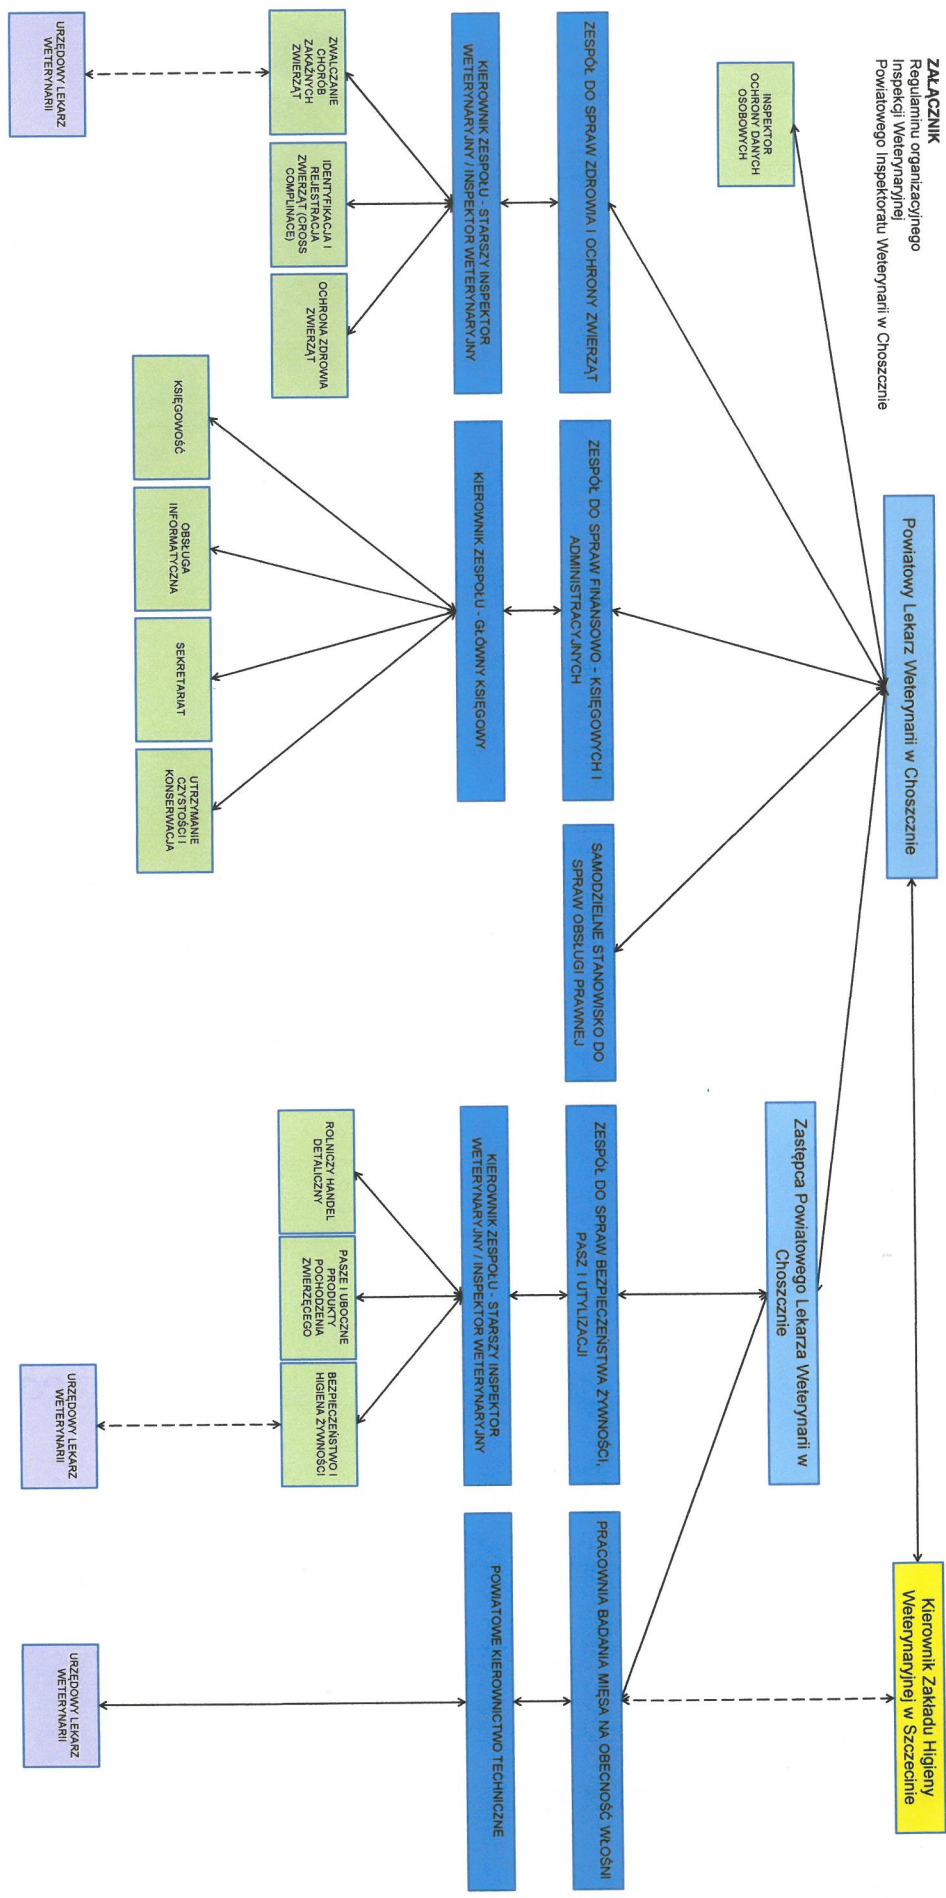 ZAŁĄCZNIK
Regulaminu organizacyjnego
Inspekcji Weterynaryjnej
Powiatowego Inspektoratu Weterynarii w Choszcznie
Powiatowy Lekarz Weterynarii w Choszcznie
Kierownik Zakładu Higieny
Weterynaryjnej w Szczecinie
INSPEKTOR
OCHRONY DANYCH
OSOBOWYCH
Zastępca Powiatowego Lekarza Weterynarii w
Choszcznie
ZESPÓŁ DO SPRAW ZDROWIA I OCHRONY ZWIERZĄT
ZESPÓŁ DO SPRAW FINANSOWO - KSIĘGOWYCH I
ADMINISTRACYJNYCH
SAMODZIELNE STANOWISKO DO
SPRAW OBSŁUGI PRAWNEJ
ZESPÓŁ DO SPRAW BEZPIECZEŃSTWA ŻYWNOŚCI,
PASZ I UTYLIZACJI
PRACOWNIA BADANIA MIĘSA NA OBECNOŚĆ WŁOŚNI
KIEROWNIK ZESPOŁU - STARSZY INSPEKTOR
WETERYNARYJNY / INSPEKTOR WETERYNARYJNY
KIEROWNIK ZESPOŁU - GŁÓWNY KSIĘGOWY
KIEROWNIK ZESPOŁU - STARSZY INSPEKTOR
WETERYNARYJNY / INSPEKTOR WETERYNARYJNY
POWIATOWE KIEROWNICTWO TECHNICZNE
ZWALCZANIE
CHORÓB
ZAKAŹNYCH
ZWIERZĄT
IDENTYFIKACJA I
REJESTRACJA
ZWIERZĄT (CROSS
COMPLINACE)
OCHRONA ZDROWIA
ZWIERZĄT
ROLNICZY HANDEL
DETALICZNY
PASZE I UBOCZNE
PRODUKTY
POCHODZENIA
ZWIERZĘCEGO
BEZPIECZEŃSTWO I
HIGIENA ŻYWNOŚCI
KSIĘGOWOŚĆ
OBSŁUGA
INFORMATYCZNA
SEKRETARIAT
UTRZYMANIE
CZYSTOŚCI I
KONSERWACJA
URZĘDOWY LEKARZ
WETERYNARII
URZĘDOWY LEKARZ
WETERYNARII
URZĘDOWY LEKARZ
WETERYNARII